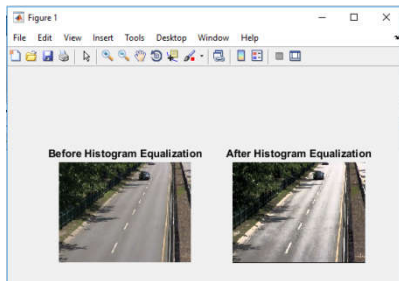 Figure 1
File Edit View Insert Tools Desktop Window Help
Before Histogram Equalization
After Histogram Equalization